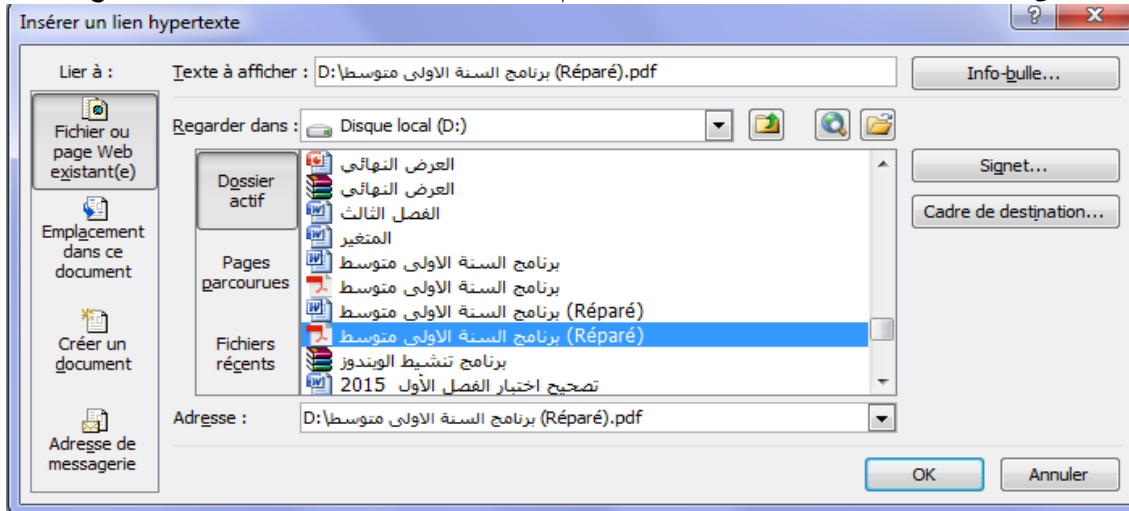 Insérer un lien hypertexte
Lier à :
Texte à afficher : D:\برنامج السنة الاولى متوسط (Réparé).pdf
Info-bulle...
Fichier ou page Web existant(e)
Regarder dans : Disque local (D:)
Dossier actif
العرض النهائي
العرض النهائي
الفصل الثالث
المتغير
برنامج السنة الاولى متوسط
برنامج السنة الاولى متوسط
برنامج السنة الاولى متوسط (Réparé)
برنامج السنة الاولى متوسط (Réparé)
برنامج تنشيط الويندوز
تصحيح اختبار الفصل الأول 2015
Signet...
Cadre de destination...
Emplacement dans ce document
Pages parcourues
Créer un document
Fichiers récents
Adresse de messagerie
Adresse : D:\برنامج السنة الاولى متوسط (Réparé).pdf
OK
Annuler